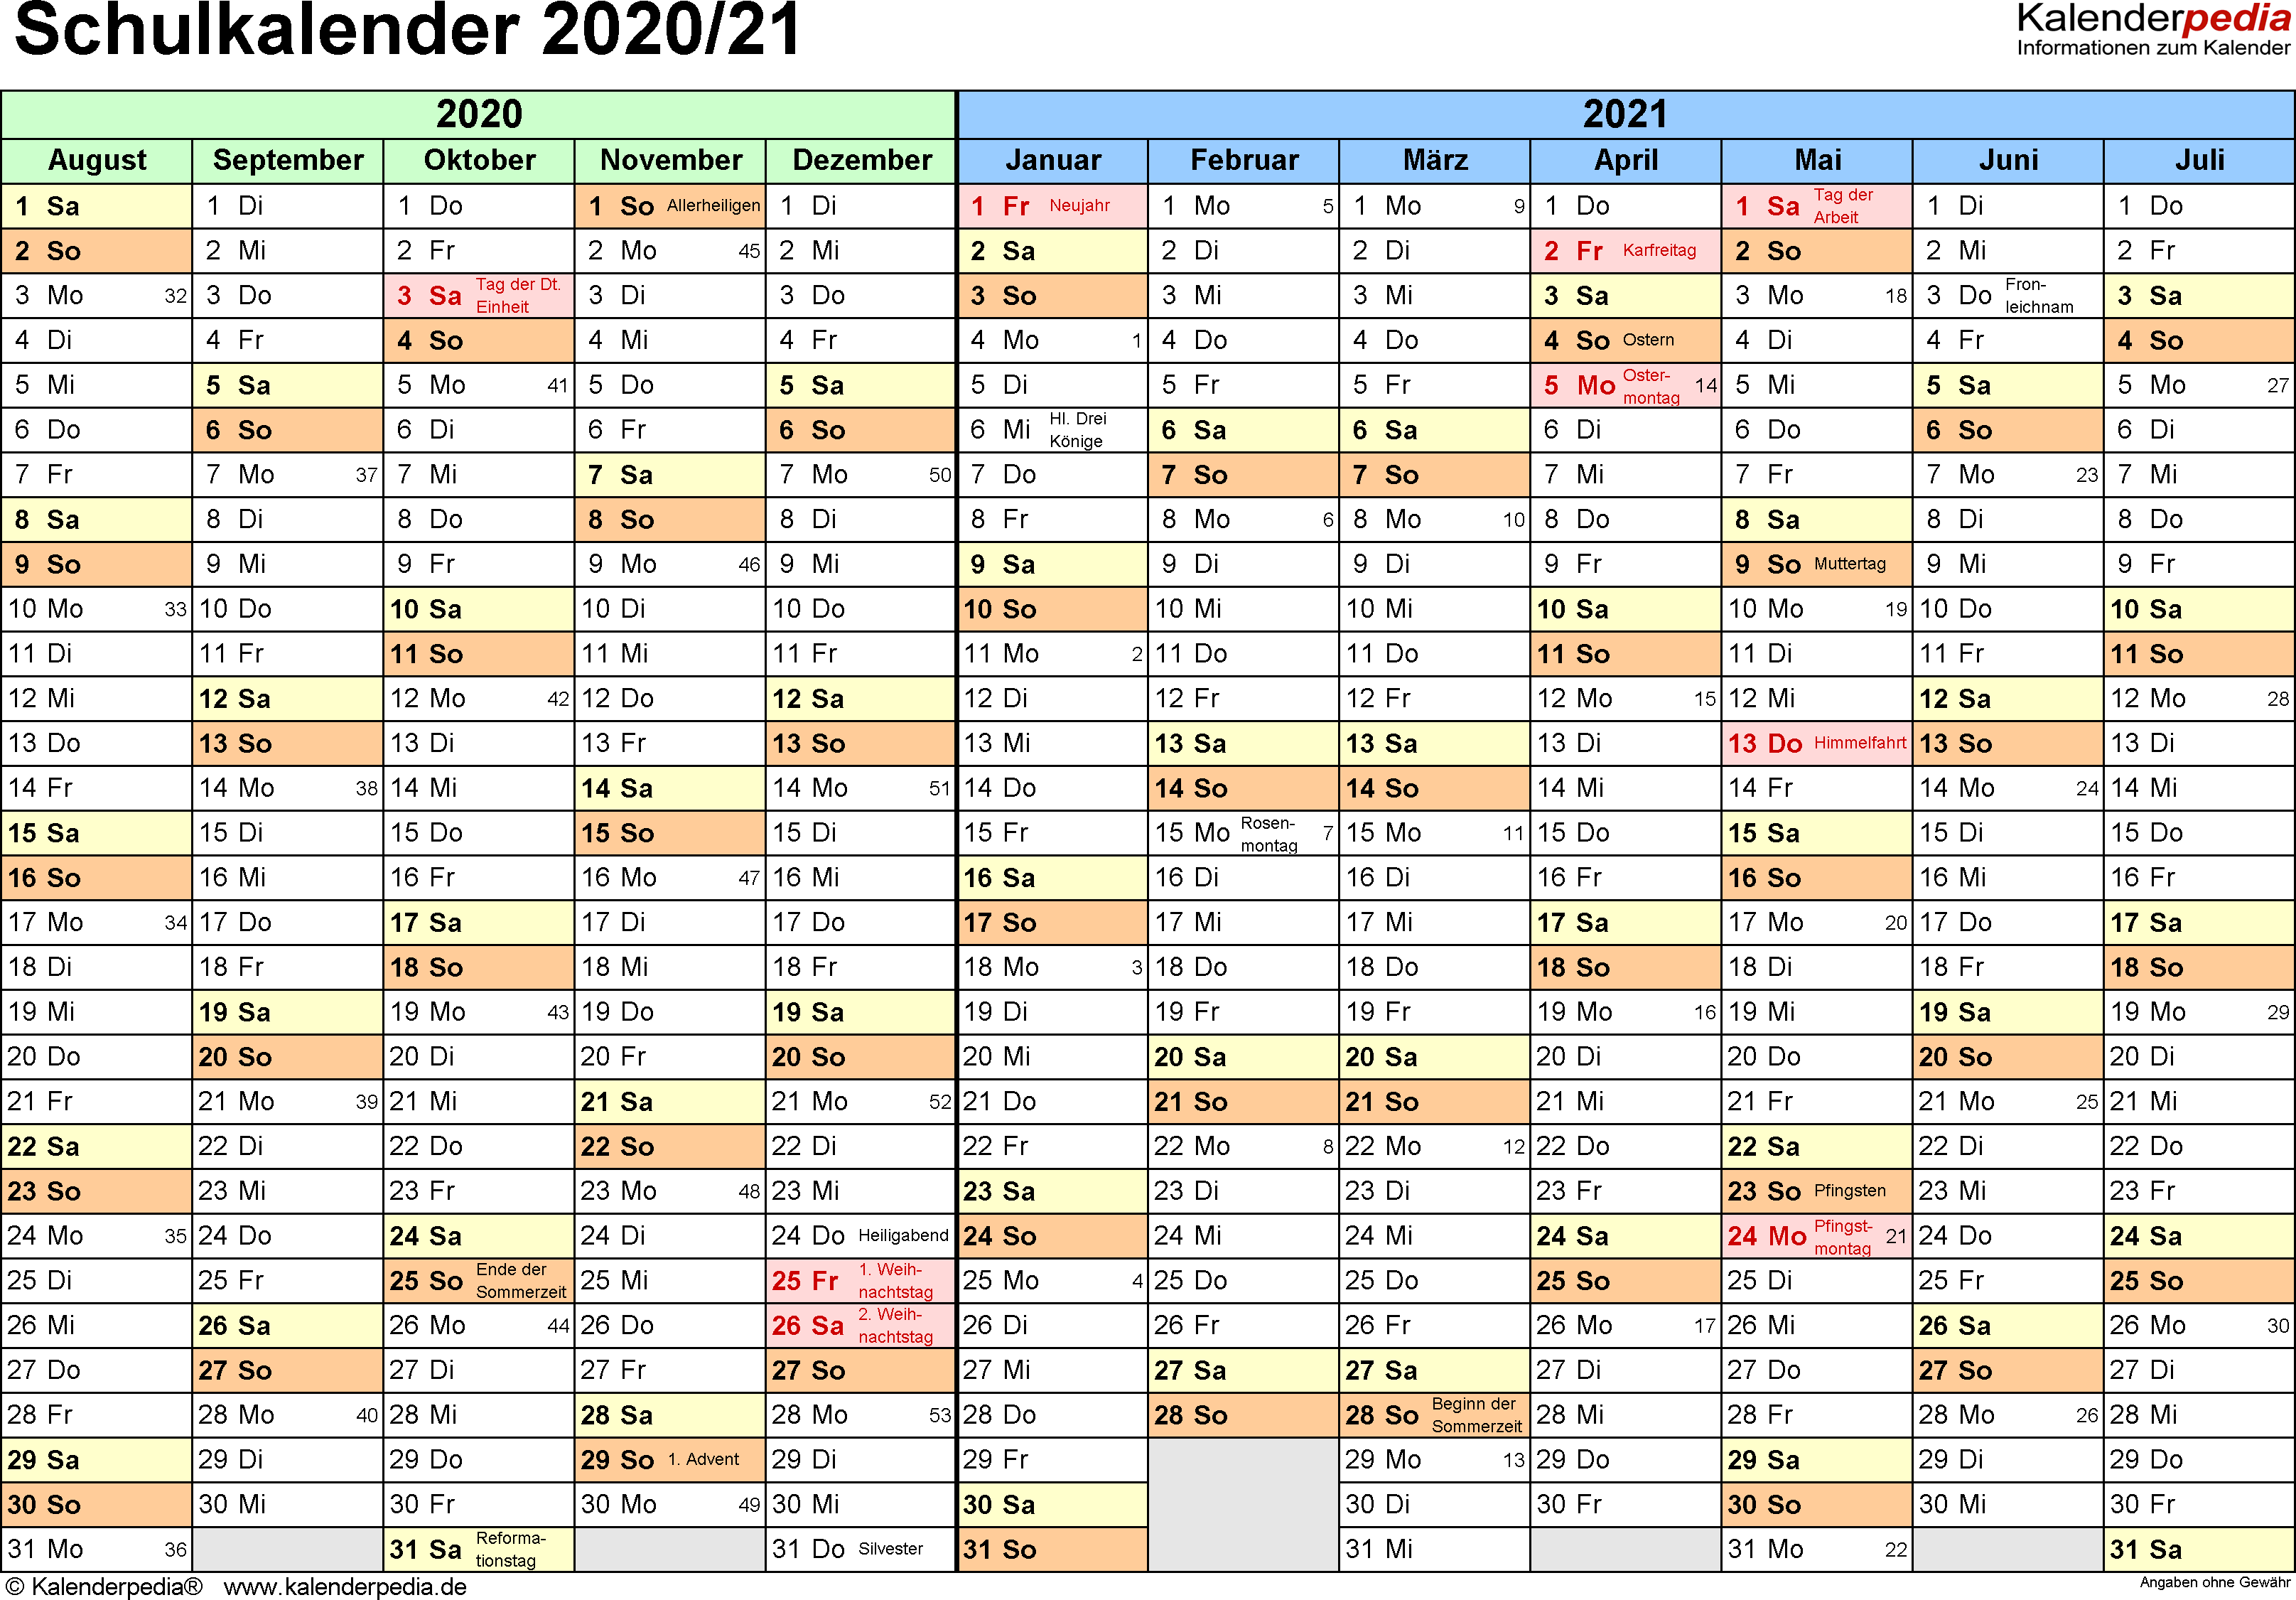 Schulkalender 2020/21
Kalenderpedia
Informationen zum Kalender
2020 2021
August September Oktober November Dezember Januar Februar März April Mai Juni Juli
1 Sa 1 Di 1 Do 1 So Allerheiligen 1 Di 1 Fr Neujahr 1 Mo 5 1 Mo 9 1 Do 1 Sa Tag der Arbeit 1 Di 1 Do
2 So 2 Mi 2 Fr 2 Mo 45 2 Mi 2 Sa 2 Di 2 Di 2 Fr Karfreitag 2 So 2 Mi 2 Fr
3 Mo 32 3 Do 3 Sa Tag der Dt. Einheit 3 Di 3 Do 3 So 3 Mi 3 Mi 3 Sa 3 Mo 18 3 Do Fron-leichnam 3 Sa
4 Di 4 Fr 4 So 4 Mi 4 Fr 4 Mo 1 4 Do 4 Do 4 So Ostern 4 Di 4 Fr 4 So
5 Mi 5 Sa 5 Mo 41 5 Do 5 Sa 5 Di 5 Fr 5 Fr 5 Mo Oster-montag 14 5 Mi 5 Sa 5 Mo 27
6 Do 6 So 6 Di 6 Fr 6 So 6 Mi Hl. Drei Könige 6 Sa 6 Sa 6 Di 6 Do 6 So 6 Di
7 Fr 7 Mo 37 7 Mi 7 Sa 7 Mo 50 7 Do 7 So 7 So 7 Mi 7 Fr 7 Mo 23 7 Mi
8 Sa 8 Di 8 Do 8 So 8 Di 8 Fr 8 Mo 6 8 Mo 10 8 Do 8 Sa 8 Di 8 Do
9 So 9 Mi 9 Fr 9 Mo 46 9 Mi 9 Sa 9 Di 9 Di 9 Fr 9 So Muttertag 9 Mi 9 Fr
10 Mo 33 10 Do 10 Sa 10 Di 10 Do 10 So 10 Mi 10 Mi 10 Sa 10 Mo 19 10 Do 10 Sa
11 Di 11 Fr 11 So 11 Mi 11 Fr 11 Mo 2 11 Do 11 Do 11 So 11 Di 11 Fr 11 So
12 Mi 12 Sa 12 Mo 42 12 Do 12 Sa 12 Di 12 Fr 12 Fr 12 Mo 15 12 Mi 12 Sa 12 Mo 28
13 Do 13 So 13 Di 13 Fr 13 So 13 Mi 13 Sa 13 Sa 13 Di 13 Do Himmelfahrt 13 So 13 Di
14 Fr 14 Mo 38 14 Mi 14 Sa 14 Mo 51 14 Do 14 So 14 So 14 Mi 14 Fr 14 Mo 24 14 Mi
15 Sa 15 Di 15 Do 15 So 15 Di 15 Fr 15 Mo Rosen-montag 7 15 Mo 11 15 Do 15 Sa 15 Di 15 Do
16 So 16 Mi 16 Fr 16 Mo 47 16 Mi 16 Sa 16 Di 16 Di 16 Fr 16 So 16 Mi 16 Fr
17 Mo 34 17 Do 17 Sa 17 Di 17 Do 17 So 17 Mi 17 Mi 17 Sa 17 Mo 20 17 Do 17 Sa
18 Di 18 Fr 18 So 18 Mi 18 Fr 18 Mo 3 18 Do 18 Do 18 So 18 Di 18 Fr 18 So
19 Mi 19 Sa 19 Mo 43 19 Do 19 Sa 19 Di 19 Fr 19 Fr 19 Mo 16 19 Mi 19 Sa 19 Mo 29
20 Do 20 So 20 Di 20 Fr 20 So 20 Mi 20 Sa 20 Sa 20 Di 20 Do 20 So 20 Di
21 Fr 21 Mo 39 21 Mi 21 Sa 21 Mo 52 21 Do 21 So 21 So 21 Mi 21 Fr 21 Mo 25 21 Mi
22 Sa 22 Di 22 Do 22 So 22 Di 22 Fr 22 Mo 8 22 Mo 12 22 Do 22 Sa 22 Di 22 Do
23 So 23 Mi 23 Fr 23 Mo 48 23 Mi 23 Sa 23 Di 23 Di 23 Fr 23 So Pfingsten 23 Mi 23 Fr
24 Mo 35 24 Do 24 Sa 24 Di 24 Do Heiligabend 24 So 24 Mi 24 Mi 24 Sa 24 Mo Pfingst-montag 21 24 Do 24 Sa
25 Di 25 Fr 25 So Ende der Sommerzeit 25 Mi 25 Fr 1. Weih-nachtstag 25 Mo 4 25 Do 25 Do 25 So 25 Di 25 Fr 25 So
26 Mi 26 Sa 26 Mo 44 26 Do 26 Sa 2. Weih-nachtstag 26 Di 26 Fr 26 Fr 26 Mo 17 26 Mi 26 Sa 26 Mo 30
27 Do 27 So 27 Di 27 Fr 27 So 27 Mi 27 Sa 27 Sa 27 Di 27 Do 27 So 27 Di
28 Fr 28 Mo 40 28 Mi 28 Sa 28 Mo 53 28 Do 28 So 28 So Beginn der Sommerzeit 28 Mi 28 Fr 28 Mo 26 28 Mi
29 Sa 29 Di 29 Do 29 So 1. Advent 29 Di 29 Fr 29 Mo 13 29 Do 29 Sa 29 Di 29 Do
30 So 30 Mi 30 Fr 30 Mo 49 30 Mi 30 Sa 30 Di 30 Fr 30 So 30 Mi 30 Fr
31 Mo 36 31 Sa Reforma-tionstag 31 Do Silvester 31 So 31 Mi 31 Mo 22 31 Sa
© Kalenderpedia® www.kalenderpedia.de
Angaben ohne Gewähr